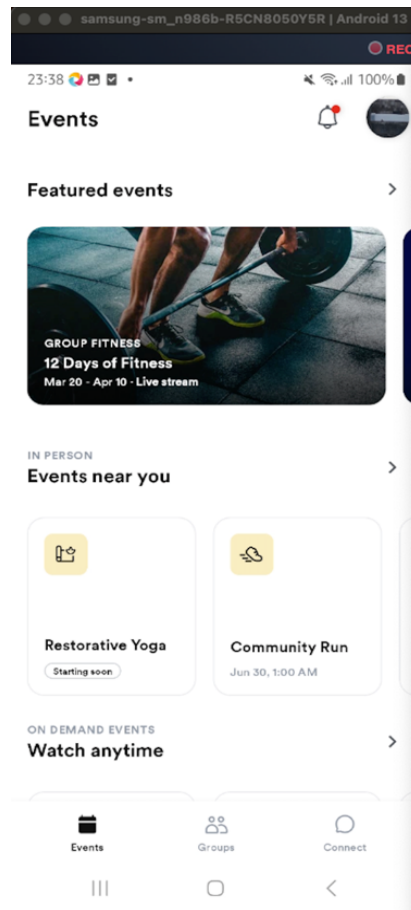 samsung-sm_n986b-R5CN8050Y5R | Android 13
REC
23:38
100%
Events
Featured events
GROUP FITNESS
12 Days of Fitness
Mar 20 - Apr 10 · Live stream
IN PERSON
Events near you
Restorative Yoga
Starting soon
Community Run
Jun 30, 1:00 AM
ON DEMAND EVENTS
Watch anytime
Events
Groups
Connect